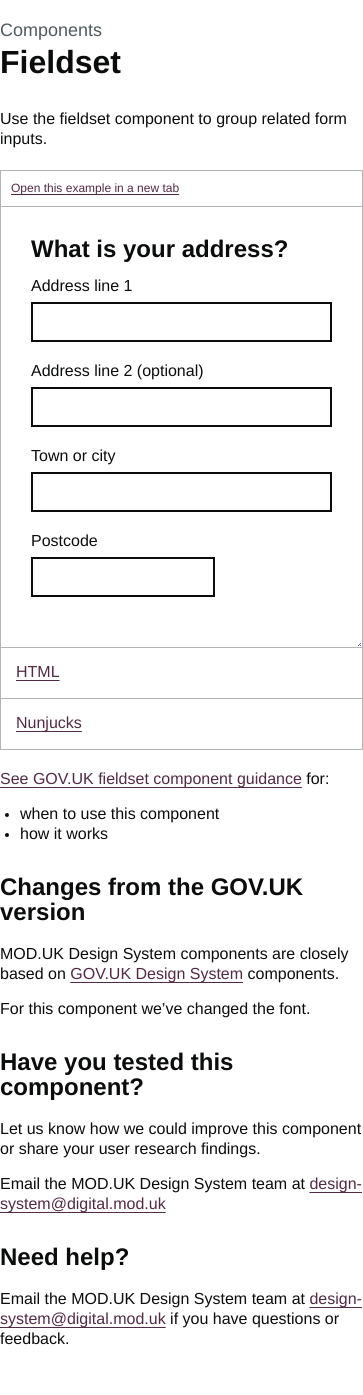 Components
Fieldset
Use the fieldset component to group related form
inputs.
Open this example in a new tab
What is your address?
Address line 1
Address line 2 (optional)
Town or city
Postcode
HTML
Nunjucks
See GOV.UK fieldset component guidance for:
• when to use this component
• how it works
Changes from the GOV.UK
version
MOD.UK Design System components are closely
based on GOV.UK Design System components.
For this component we’ve changed the font.
Have you tested this
component?
Let us know how we could improve this component
or share your user research findings.
Email the MOD.UK Design System team at design-
system@digital.mod.uk
Need help?
Email the MOD.UK Design System team at design-
system@digital.mod.uk if you have questions or
feedback.